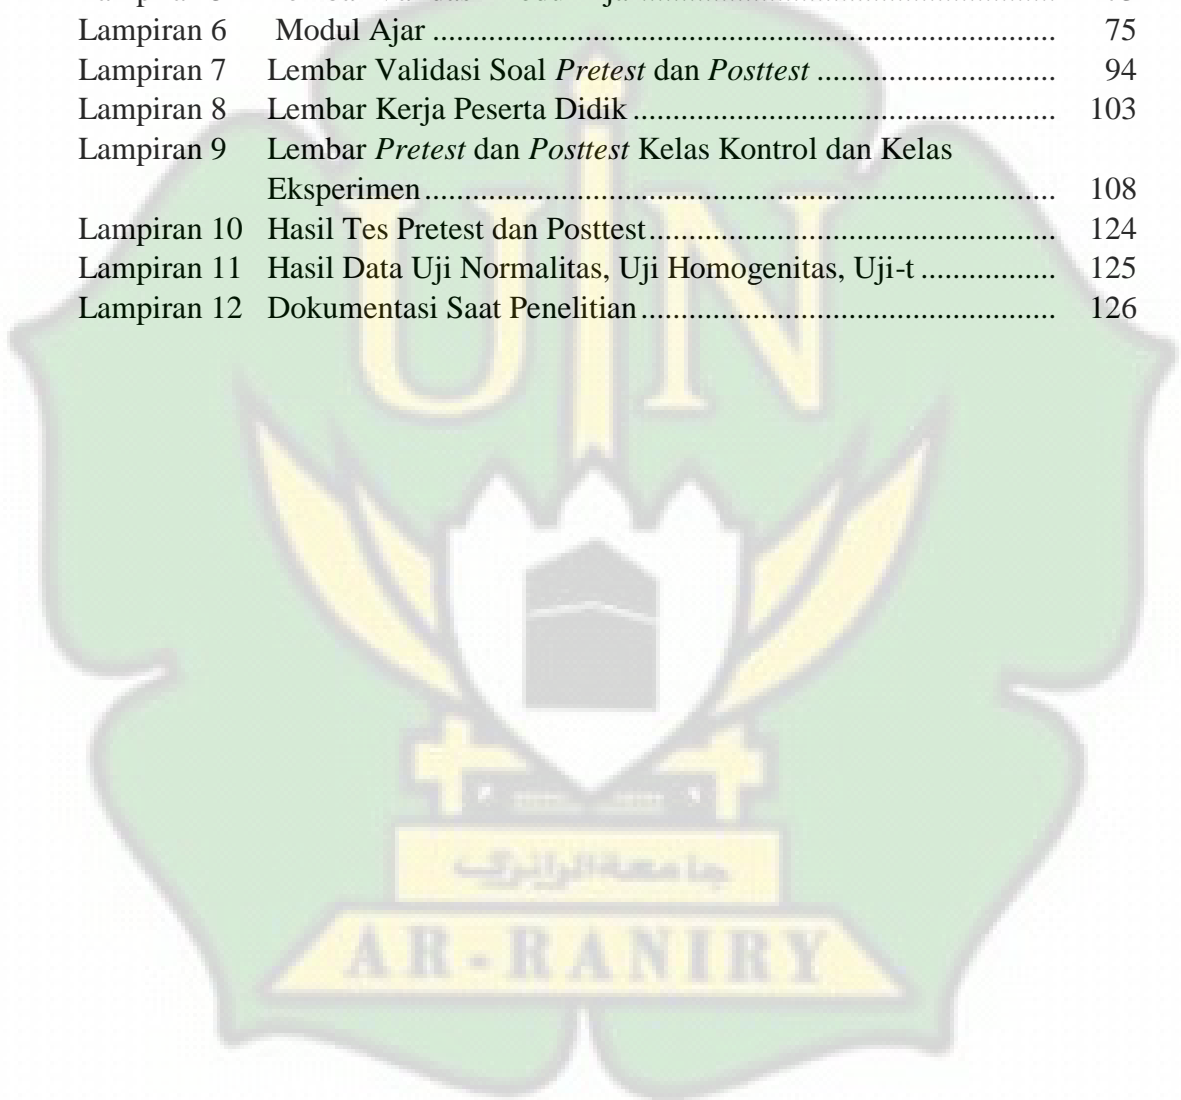 Lampiran 6 Modul Ajar ................................................................................ 75
Lampiran 7 Lembar Validasi Soal Pretest dan Posttest .............................. 94
Lampiran 8 Lembar Kerja Peserta Didik ...................................................... 103
Lampiran 9 Lembar Pretest dan Posttest Kelas Kontrol dan Kelas
Eksperimen ................................................................................ 108
Lampiran 10 Hasil Tes Pretest dan Posttest .................................................... 124
Lampiran 11 Hasil Data Uji Normalitas, Uji Homogenitas, Uji-t ................. 125
Lampiran 12 Dokumentasi Saat Penelitian ..................................................... 126
UIN
جامعة الرانري
AR-RANIRY